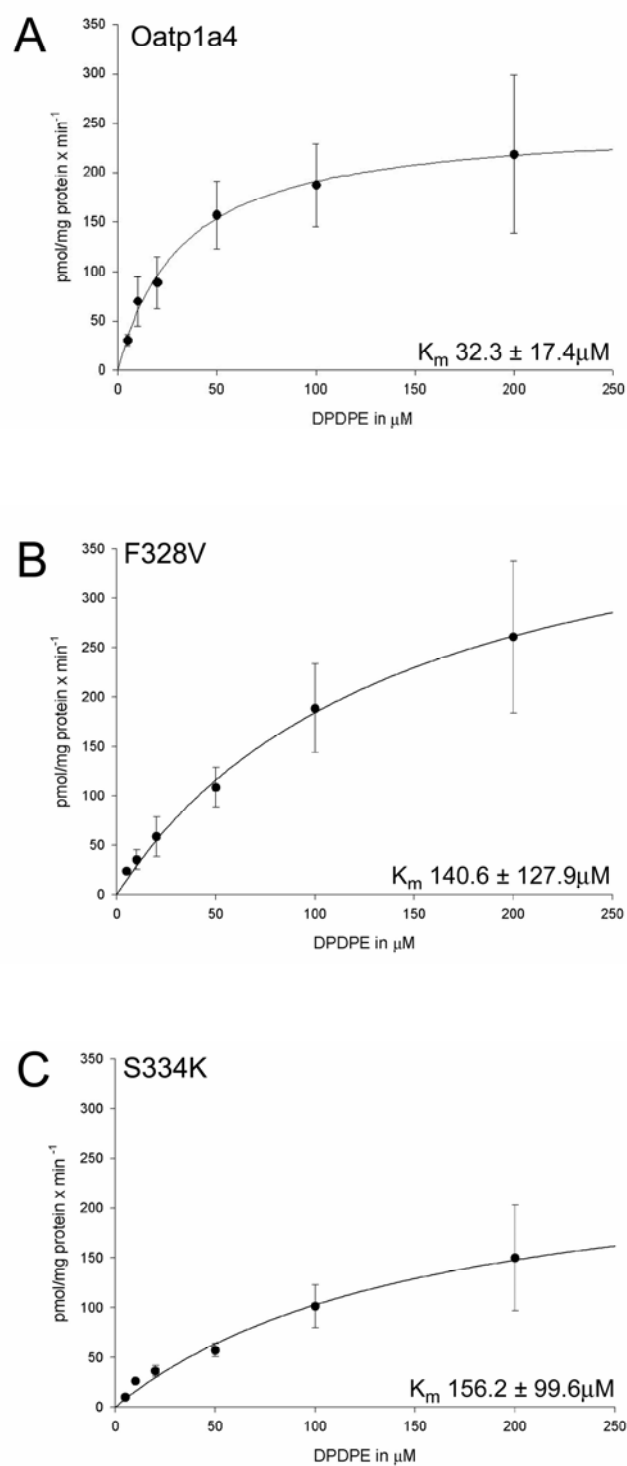 A
Oatp1a4
350
300
250
200
150
100
50
0
pmol/mg protein x min⁻¹
K_m 32.3 ± 17.4μM
0 50 100 150 200 250
DPDPE in μM
B
F328V
350
300
250
200
150
100
50
0
pmol/mg protein x min⁻¹
K_m 140.6 ± 127.9μM
0 50 100 150 200 250
DPDPE in μM
C
S334K
350
300
250
200
150
100
50
0
pmol/mg protein x min ⁻¹
K_m 156.2 ± 99.6μM
0 50 100 150 200 250
DPDPE in μM